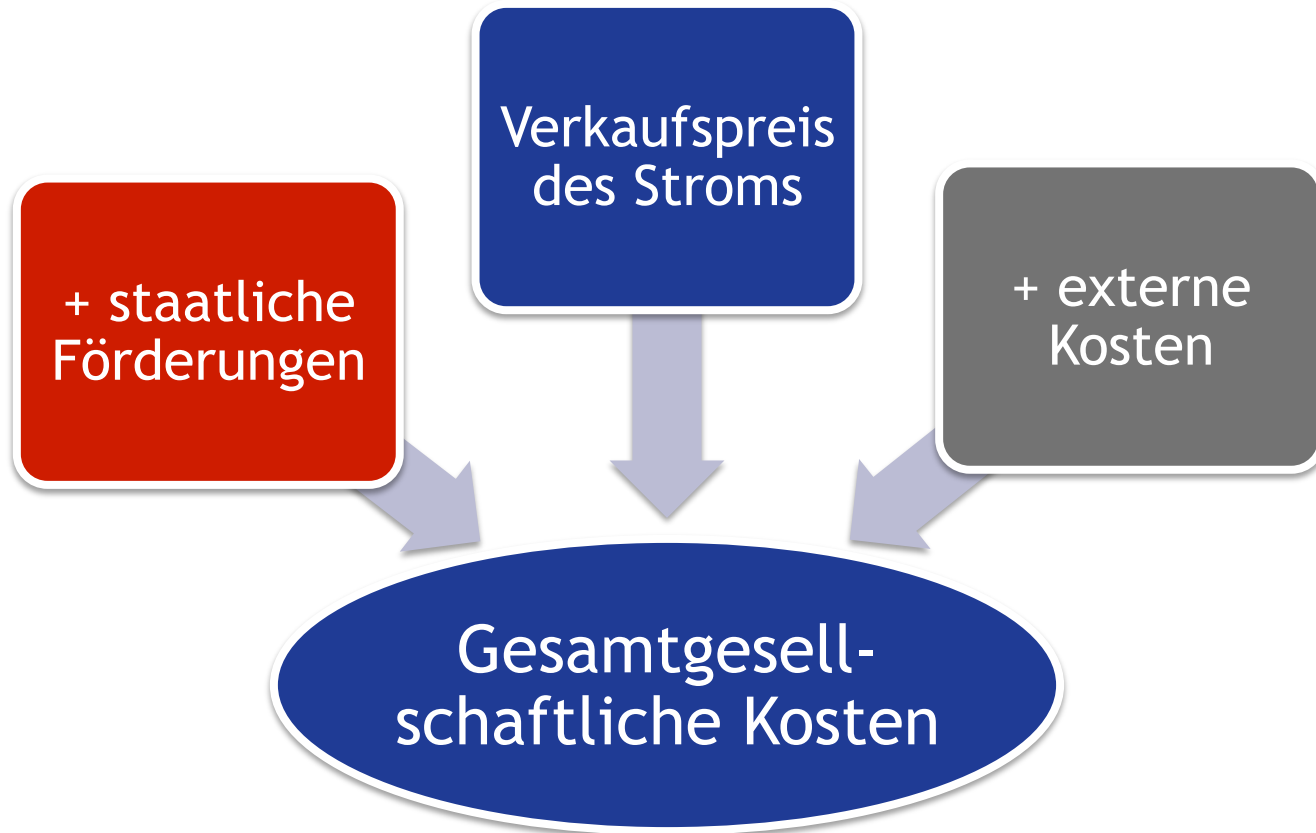 Verkaufspreis
des Stroms
+ staatliche
Förderungen
+ externe
Kosten
Gesamtgesell-
schaftliche Kosten